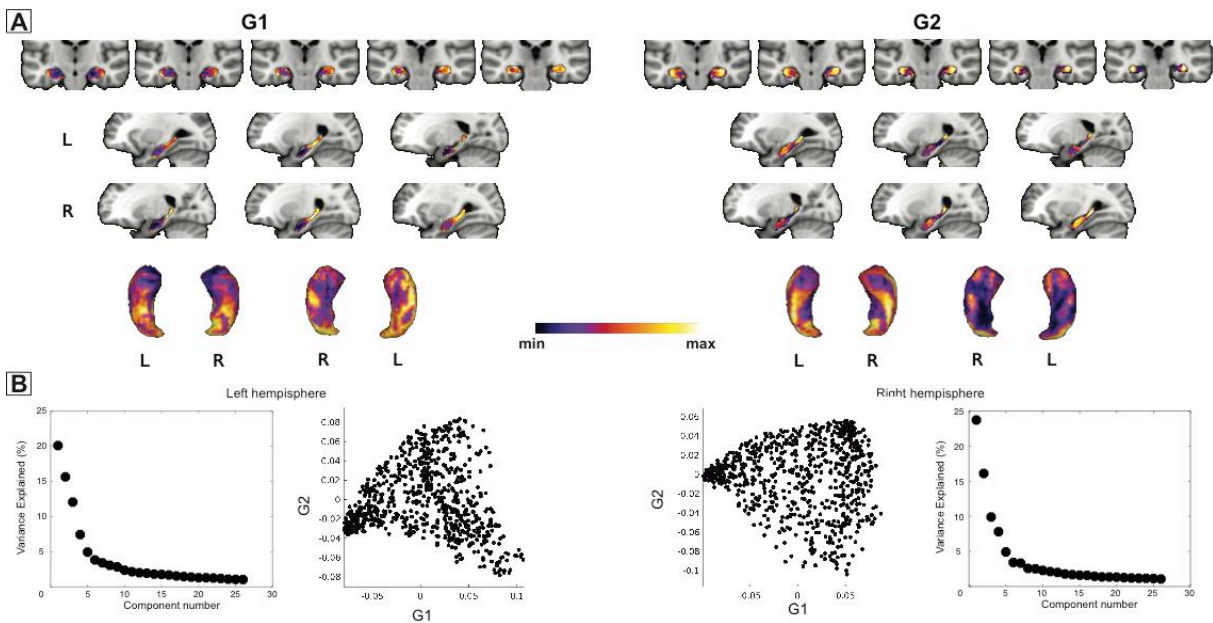 A
G1
G2
L
R
min
max
L
R
R
L
L
R
R
L
B
Left hempisphere
Right hemisphere
25
20
15
10
5
0
5
10
15
20
25
30
Variance Explained (%)
Component number
0.08
0.06
0.04
0.02
0
-0.02
-0.04
-0.06
-0.08
-0.05
0
0.05
0.1
G2
G1
0.06
0.04
0.02
0
-0.02
-0.04
-0.06
-0.08
-0.1
-0.05
0
0.05
G2
G1
25
20
15
10
5
0
5
10
15
20
25
30
Variance Explained (%)
Component number